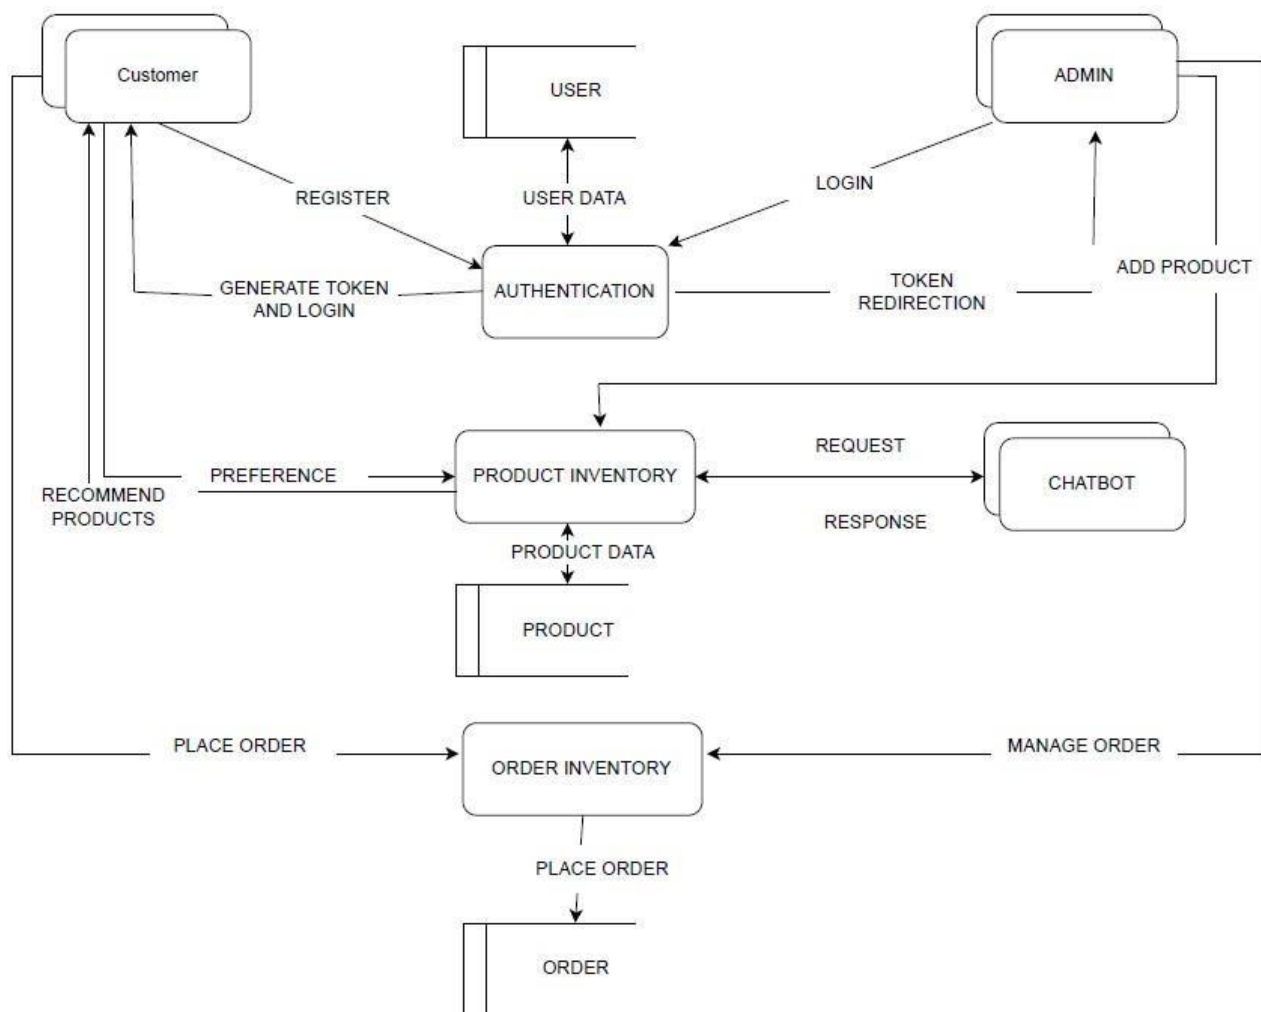 Customer
USER
ADMIN
REGISTER
USER DATA
LOGIN
GENERATE TOKEN
AND LOGIN
AUTHENTICATION
TOKEN
REDIRECTION
ADD PRODUCT
PREFERENCE
RECOMMEND
PRODUCTS
PRODUCT INVENTORY
REQUEST
RESPONSE
CHATBOT
PRODUCT DATA
PRODUCT
PLACE ORDER
ORDER INVENTORY
MANAGE ORDER
PLACE ORDER
ORDER